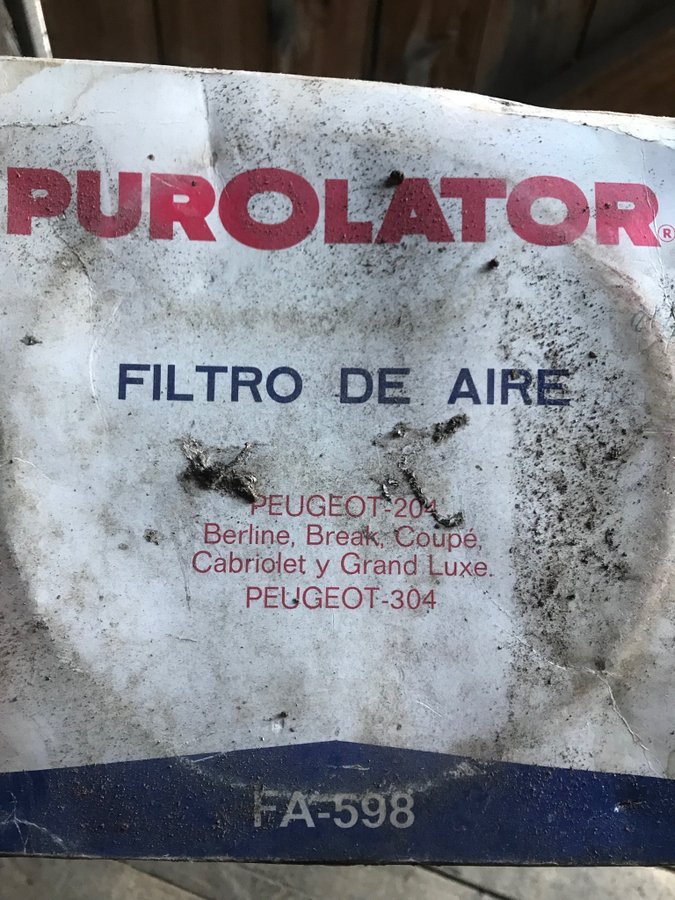 PUROLATOR®
FILTRO DE AIRE
PEUGEOT-204
Berline, Break, Coupé,
Cabriolet y Grand Luxe.
PEUGEOT-304
FA-598